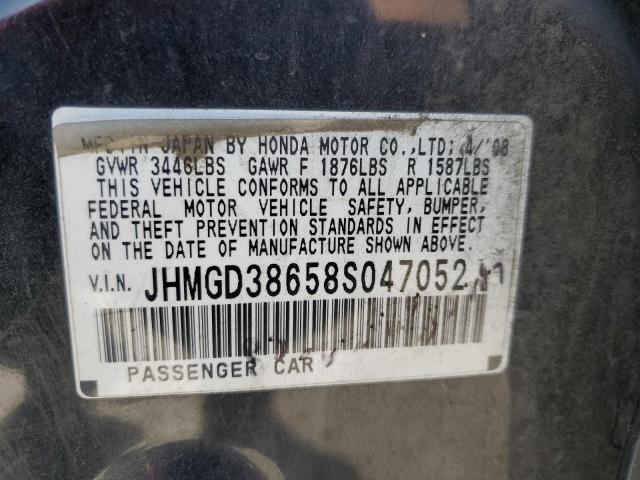 MFD. IN JAPAN BY HONDA MOTOR CO.,LTD; 4/'08
GVWR 3446LBS GAWR F 1876LBS R 1587LBS
THIS VEHICLE CONFORMS TO ALL APPLICABLE
FEDERAL MOTOR VEHICLE SAFETY, BUMPER,
AND THEFT PREVENTION STANDARDS IN EFFECT
ON THE DATE OF MANUFACTURE SHOWN ABOVE.
V.I.N. JHMGD38658S047052
PASSENGER CAR